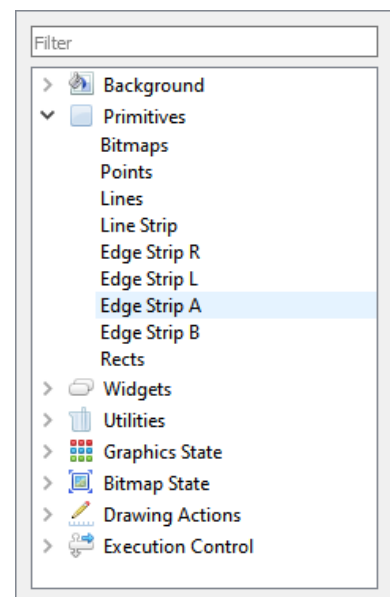 Filter
Background
Primitives
Bitmaps
Points
Lines
Line Strip
Edge Strip R
Edge Strip L
Edge Strip A
Edge Strip B
Rects
Widgets
Utilities
Graphics State
Bitmap State
Drawing Actions
Execution Control